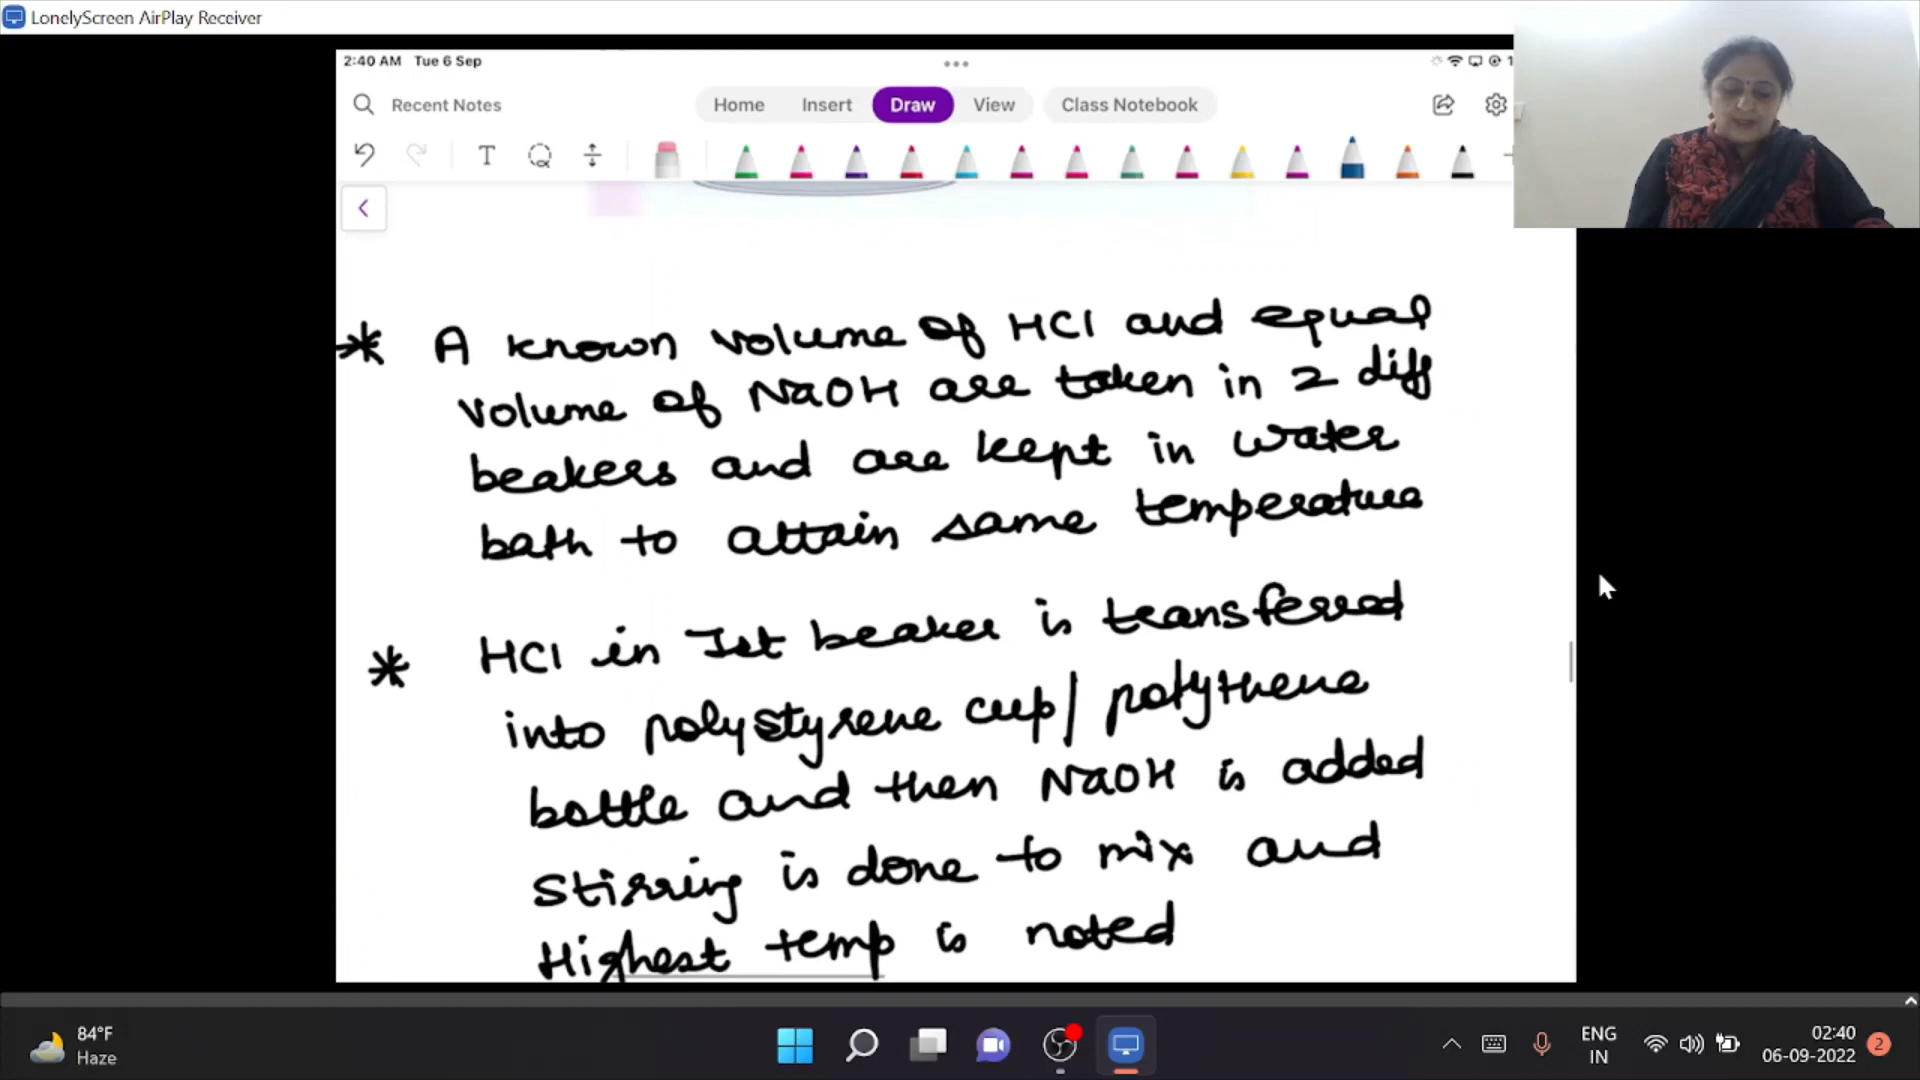 LonelyScreen AirPlay Receiver
2:40 AM Tue 6 Sep
Recent Notes
Home Insert Draw View Class Notebook
T
* A known volume of HCl and equal
volume of NaOH are taken in 2 diff
beakers and are kept in water
bath to attain same temperature
* HCl in Ist beaker is transferred
into polystyrene cup/ polythene
bottle and then NaOH is added
Stirring is done to mix and
Highest temp is noted
84°F
Haze
ENG
IN
02:40
06-09-2022
2